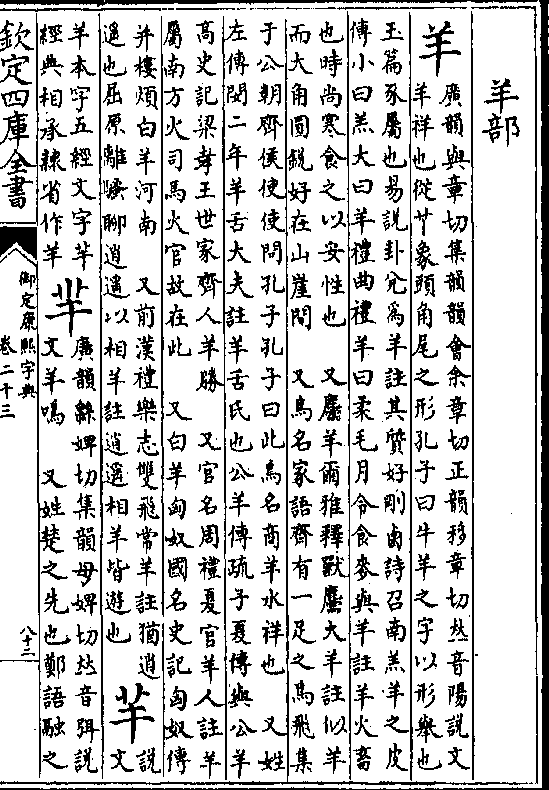 羊部
羊
廣韻與章切集韻韻會余章切正韻移章切𠀤音陽說文
羊祥也從𦫳象頭角尾之形孔子曰牛羊之字以形舉也
玉篇豕屬也易說卦兌爲羊註其質好剛鹵詩召南羔羊之皮
傳小曰羔大曰羊禮曲禮羊曰柔毛月令食麥與羊註羊火畜
也時尚寒食之以安性也 又麢羊爾雅釋獸麢大羊註似羊
而大角圓銳好在山崖間 又鳥名家語齊有一足之鳥飛集
于公朝齊侯使使問孔子孔子曰此鳥名商羊水祥也 又姓
左傳閔二年羊舌大夫註羊舌氏也公羊傳疏子夏傳與公羊
高史記梁孝王世家齊人羊勝 又官名周禮夏官羊人註羊
屬南方火司馬火官故在此 又白羊匈奴國名史記匈奴傳
并樓煩白羊河南 又前漢禮樂志雙飛常羊註猶逍
遙也屈原離騷聊逍遙以相羊註逍遙相羊皆遊也
𦍌
說
文
羊本字五經文字𦍌
經典相承隸省作羊
芈
廣韻緜婢切集韻母婢切𠀤音弭說
文羊鳴 又姓楚之先也鄭語融之
欽定四庫全書
御定康熙字典
卷二十三
八十二